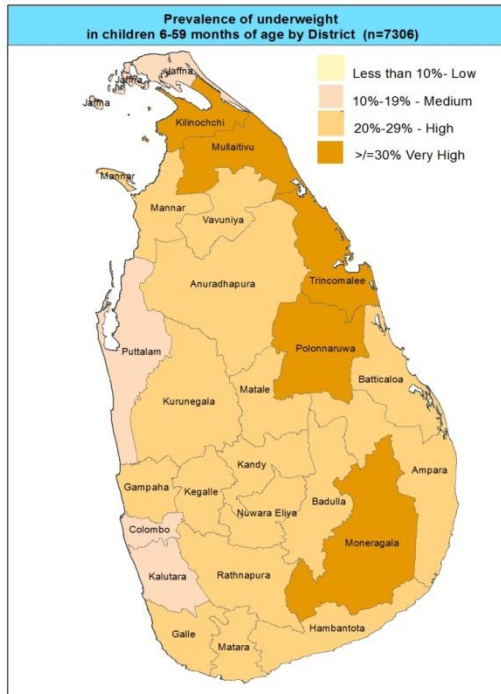 Prevalence of underweight
in children 6-59 months of age by District (n=7306)
Less than 10%- Low
10%-19% - Medium
20%-29% - High
>/=30% Very High
Jaffna
Jaffna
Jaffna
Kilinochchi
Mullaitivu
Mannar
Mannar
Vavuniya
Anuradhapura
Trincomalee
Puttalam
Polonnaruwa
Batticaloa
Matale
Kurunegala
Kandy
Ampara
Gampaha
Kegalle
Badulla
Nuwara Eliya
Colombo
Moneragala
Kalutara
Rathnapura
Hambantota
Galle
Matara